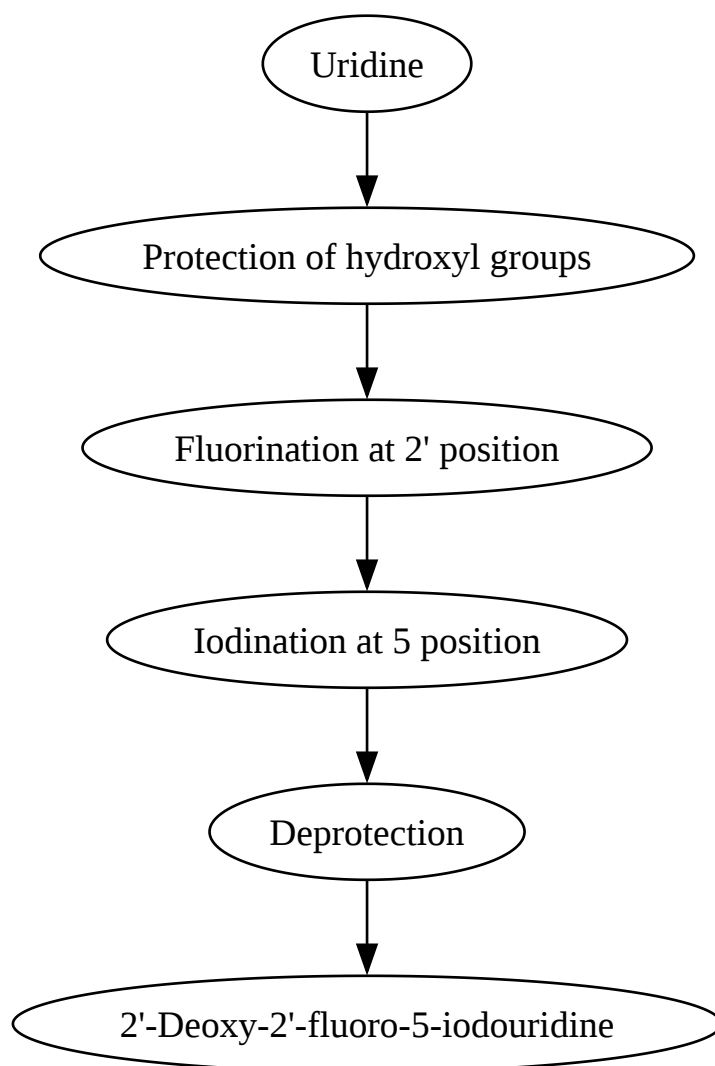 Uridine
Protection of hydroxyl groups
Fluorination at 2' position
Iodination at 5 position
Deprotection
2'-Deoxy-2'-fluoro-5-iodouridine